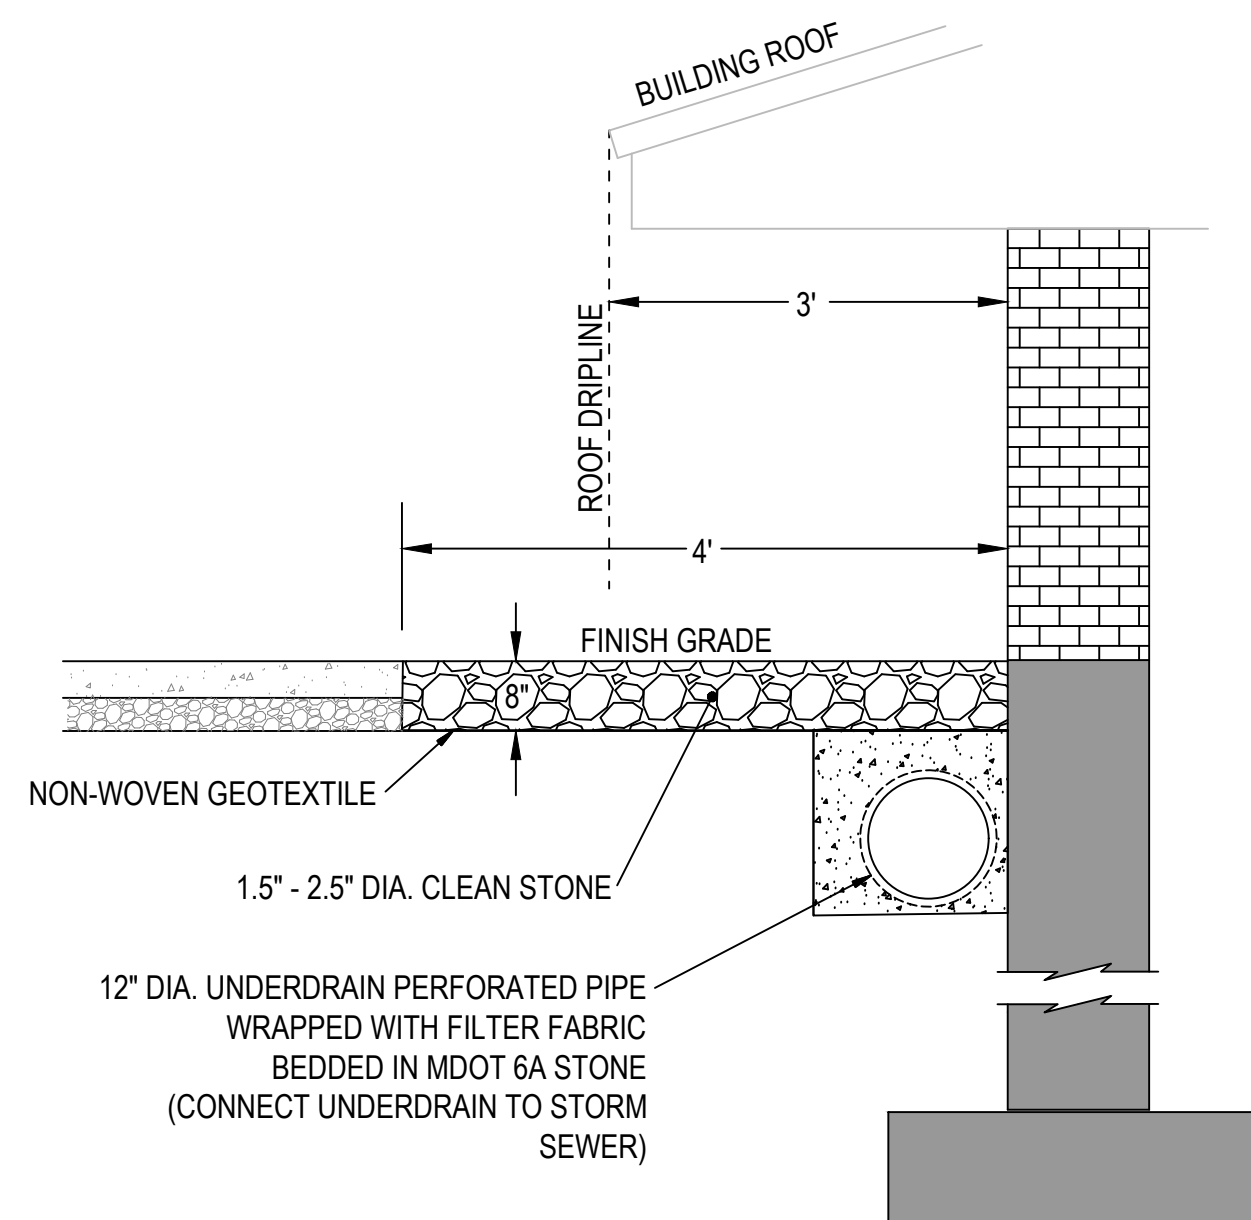 BUILDING ROOF
3'
ROOF DRIPLINE
4'
FINISH GRADE
8"
NON-WOVEN GEOTEXTILE
1.5" - 2.5" DIA. CLEAN STONE
12" DIA. UNDERDRAIN PERFORATED PIPE
WRAPPED WITH FILTER FABRIC
BEDDED IN MDOT 6A STONE
(CONNECT UNDERDRAIN TO STORM
SEWER)